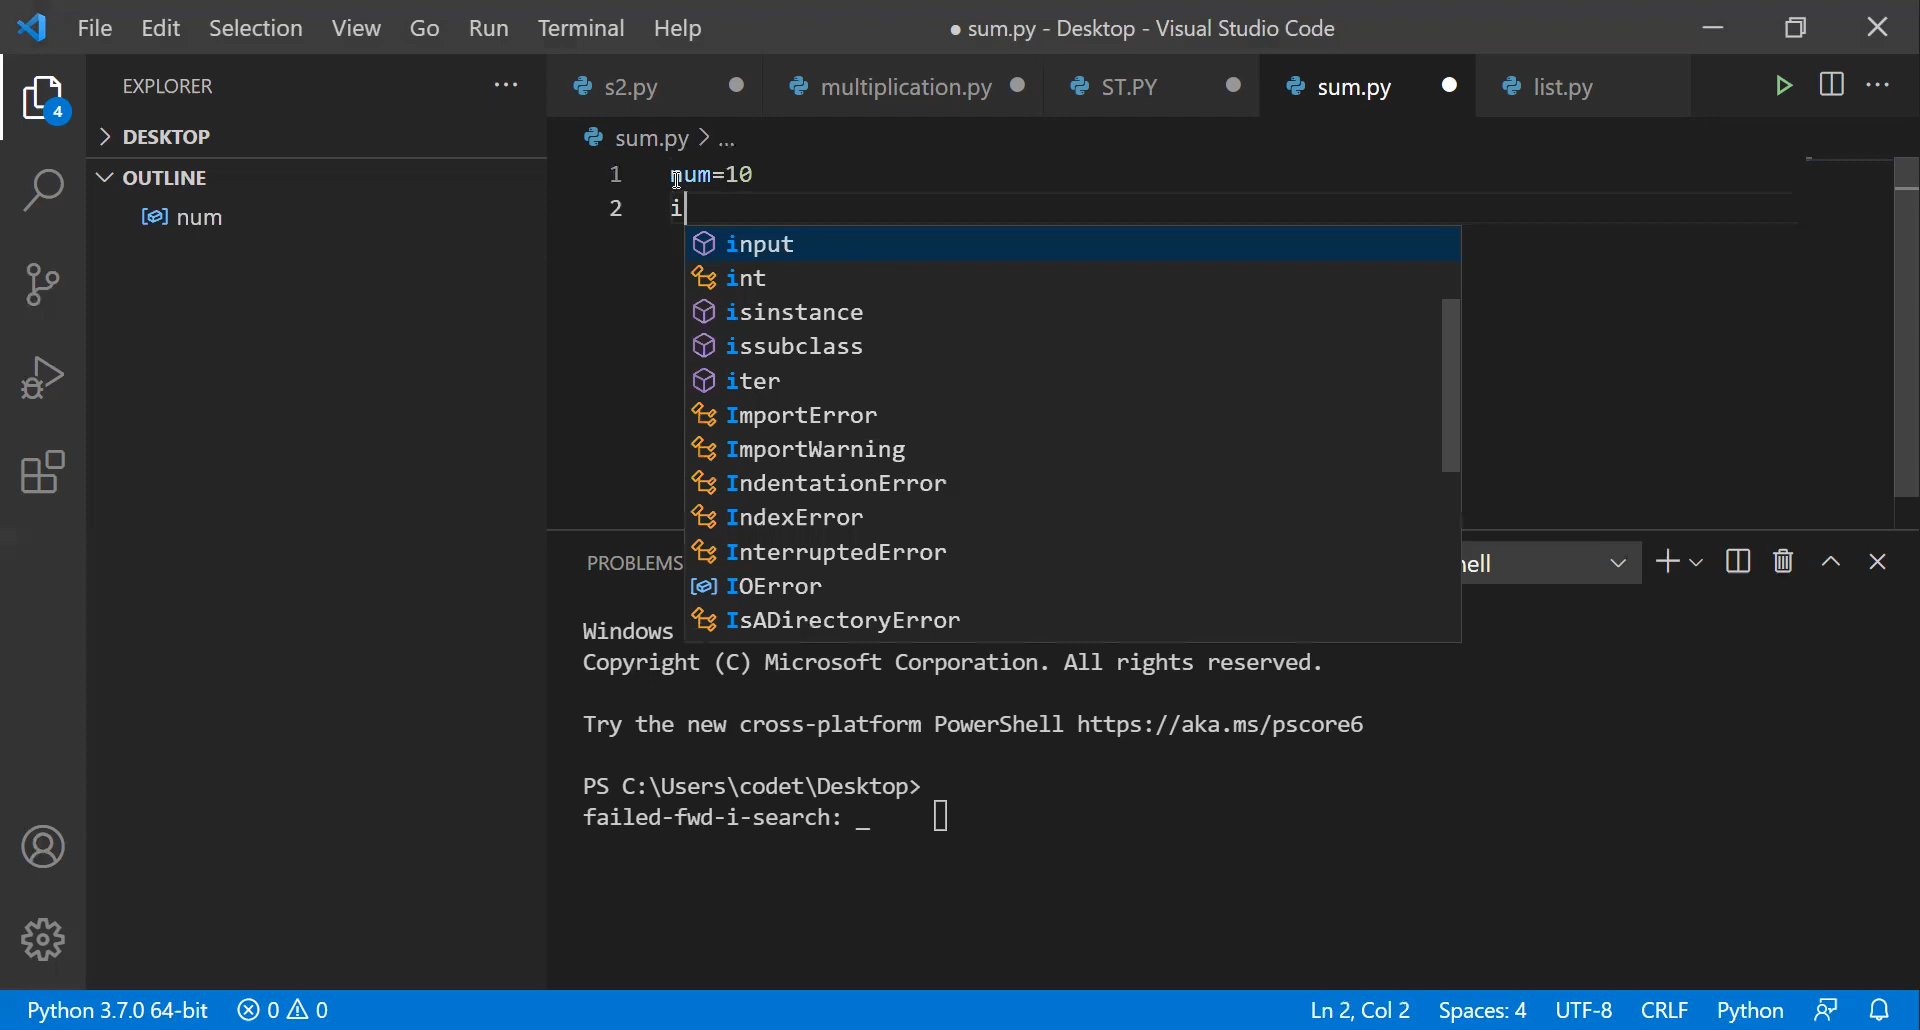 File Edit Selection View Go Run Terminal Help ● sum.py - Desktop - Visual Studio Code
EXPLORER ...
s2.py multiplication.py ST.PY sum.py list.py
4
DESKTOP
sum.py > ...
OUTLINE
num
1 num=10
2 i
input
int
isinstance
issubclass
iter
ImportError
ImportWarning
IndentationError
IndexError
InterruptedError
IOError
IsADirectoryError
PROBLEMS ell
Windows
Copyright (C) Microsoft Corporation. All rights reserved.
Try the new cross-platform PowerShell https://aka.ms/pscore6
PS C:\Users\codet\Desktop>
failed-fwd-i-search: _
Python 3.7.0 64-bit 0 0 Ln 2, Col 2 Spaces: 4 UTF-8 CRLF Python